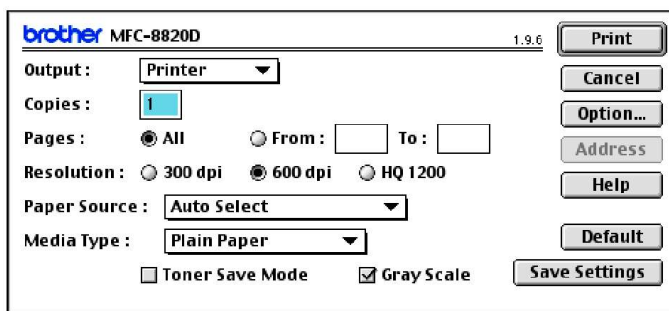 brother MFC-8820D 1.9.6 Print
Output : Printer Cancel
Copies : 1 Option...
Pages : All From : To : Address
Resolution : 300 dpi 600 dpi HQ 1200 Help
Paper Source : Auto Select
Media Type : Plain Paper Default
Toner Save Mode Gray Scale Save Settings